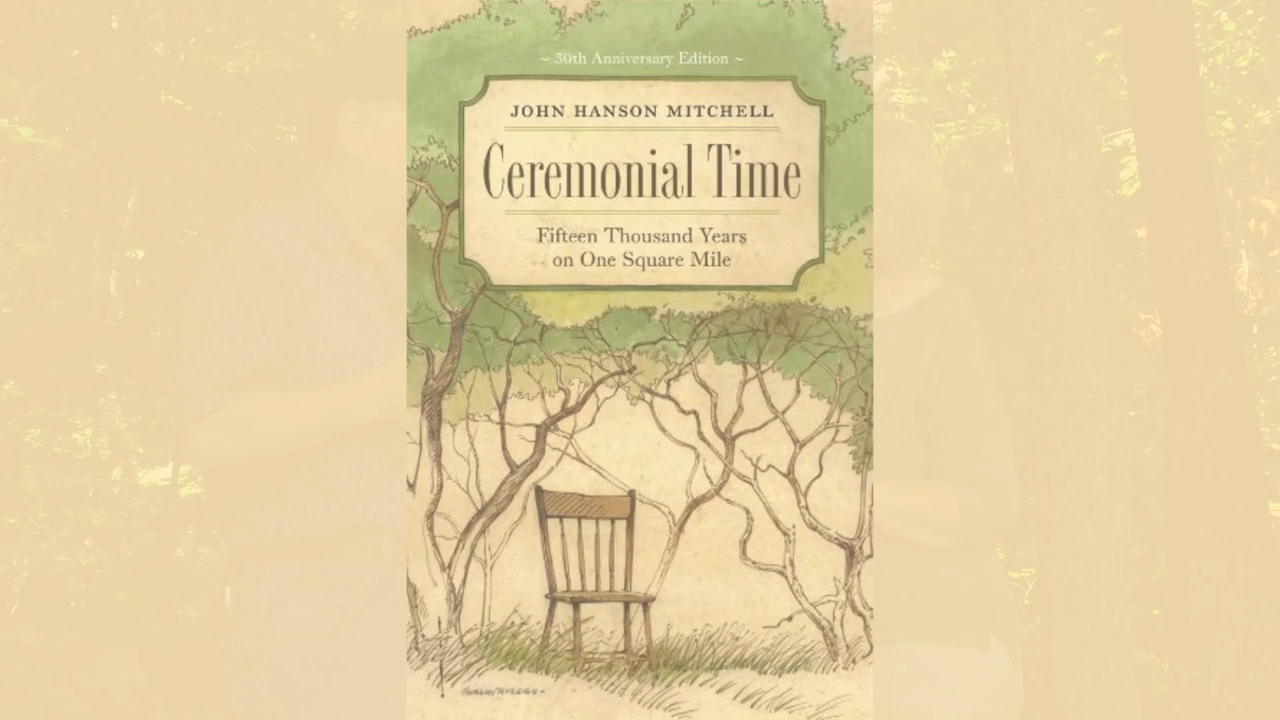 ~ 30th Anniversary Edition ~
JOHN HANSON MITCHELL
Ceremonial Time
Fifteen Thousand Years
on One Square Mile